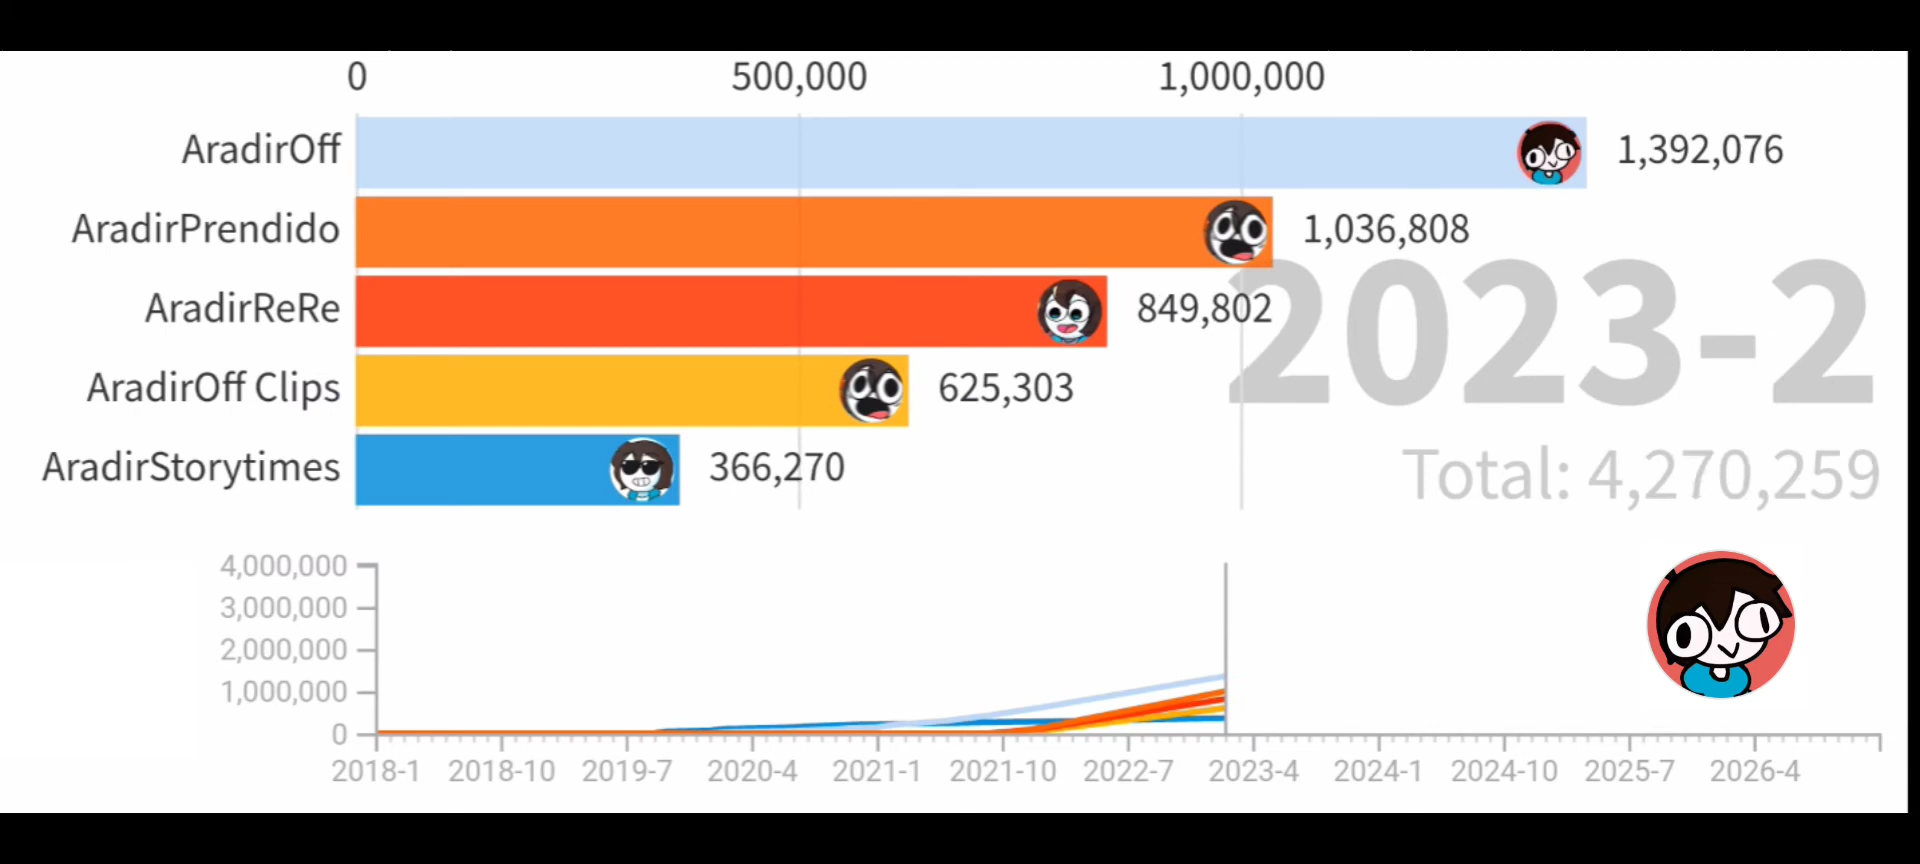 0 500,000 1,000,000
AradirOff 1,392,076
AradirPrendido 1,036,808
AradirReRe 849,802
2023-2
AradirOff Clips 625,303
AradirStorytimes 366,270
Total: 4,270,259
4,000,000
3,000,000
2,000,000
1,000,000
0
2018-1 2018-10 2019-7 2020-4 2021-1 2021-10 2022-7 2023-4 2024-1 2024-10 2025-7 2026-4